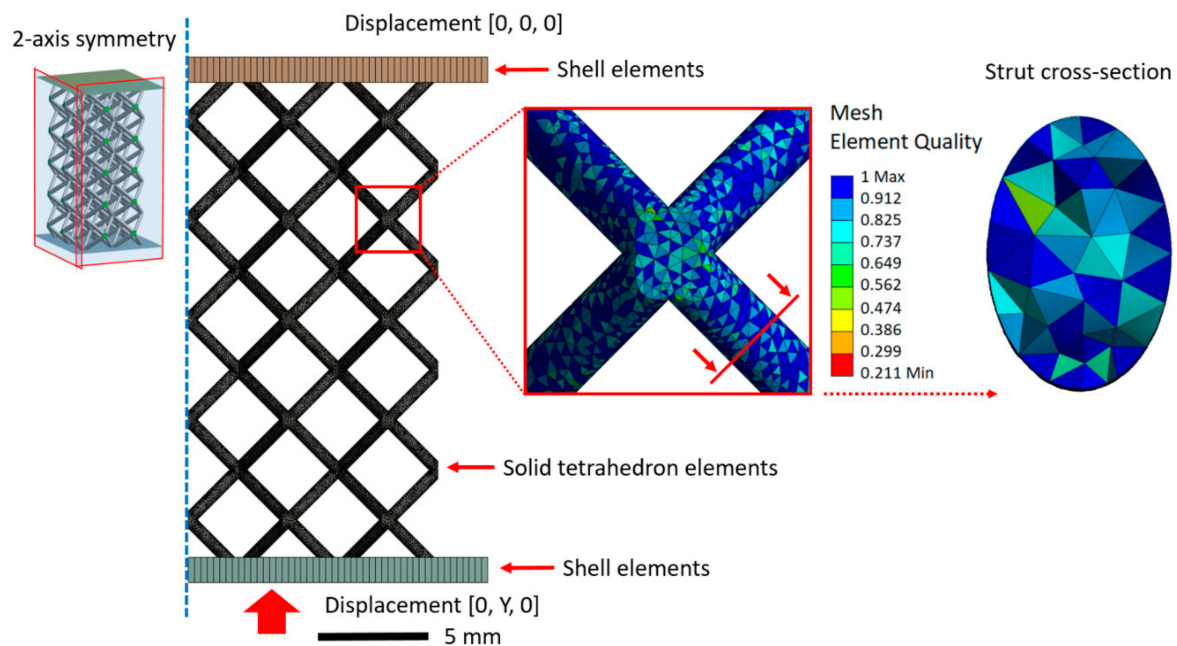 Displacement [0, 0, 0]
2-axis symmetry
Shell elements
Strut cross-section
Mesh
Element Quality
1 Max
0.912
0.825
0.737
0.649
0.562
0.474
0.386
0.299
0.211 Min
Solid tetrahedron elements
Shell elements
Displacement [0, Y, 0]
5 mm